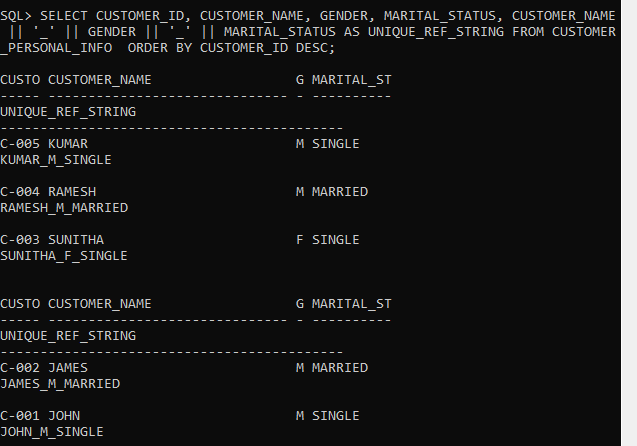 SQL> SELECT CUSTOMER_ID, CUSTOMER_NAME, GENDER, MARITAL_STATUS, CUSTOMER_NAME
 || '_' || GENDER || '_' || MARITAL_STATUS AS UNIQUE_REF_STRING FROM CUSTOMER
_PERSONAL_INFO  ORDER BY CUSTOMER_ID DESC;

CUSTO CUSTOMER_NAME                  G MARITAL_ST
----- ------------------------------ - ----------
UNIQUE_REF_STRING
-------------------------------------------
C-005 KUMAR                          M SINGLE
KUMAR_M_SINGLE

C-004 RAMESH                         M MARRIED
RAMESH_M_MARRIED

C-003 SUNITHA                        F SINGLE
SUNITHA_F_SINGLE


CUSTO CUSTOMER_NAME                  G MARITAL_ST
----- ------------------------------ - ----------
UNIQUE_REF_STRING
-------------------------------------------
C-002 JAMES                          M MARRIED
JAMES_M_MARRIED

C-001 JOHN                           M SINGLE
JOHN_M_SINGLE